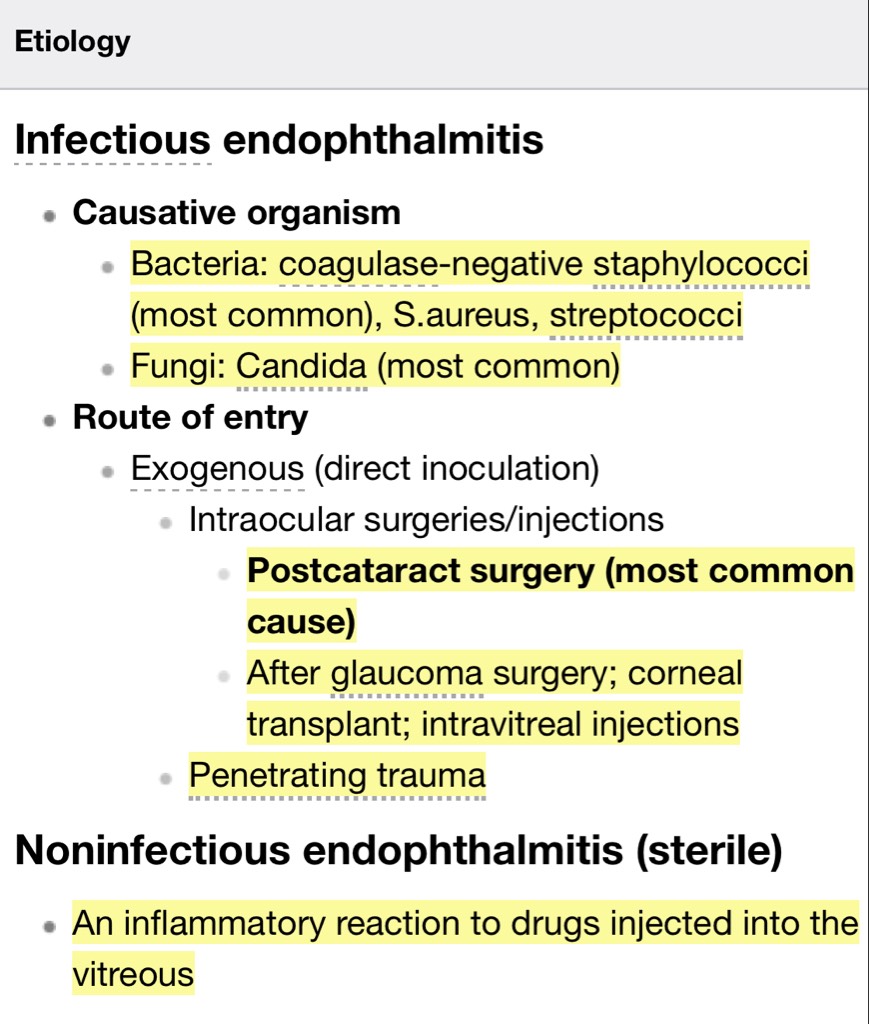 Etiology
Infectious endophthalmitis
Causative organism
Bacteria: coagulase-negative staphylococci
(most common), S.aureus, streptococci
Fungi: Candida (most common)
Route of entry
Exogenous (direct inoculation)
Intraocular surgeries/injections
Postcataract surgery (most common
cause)
After glaucoma surgery; corneal
transplant; intravitreal injections
Penetrating trauma
Noninfectious endophthalmitis (sterile)
An inflammatory reaction to drugs injected into the
vitreous